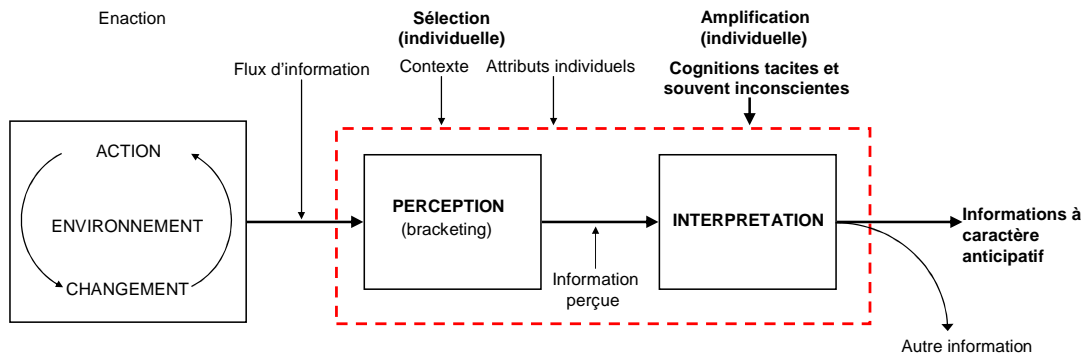 Enaction
Sélection
(individuelle)
Amplification
(individuelle)
Flux d'information
Contexte
Attributs individuels
Cognitions tacites et
souvent inconscientes
ACTION
ENVIRONNEMENT
CHANGEMENT
PERCEPTION
(bracketing)
Information
perçue
INTERPRETATION
Informations à
caractère
anticipatif
Autre information